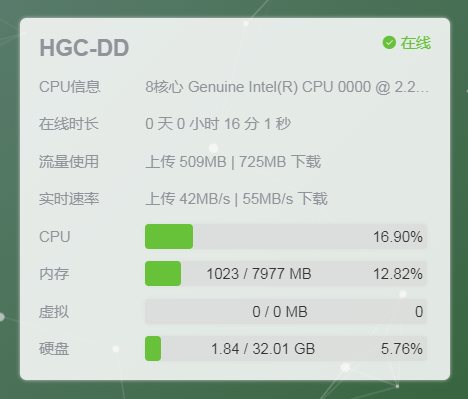 HGC-DD
在线
CPU信息 8核心 Genuine Intel(R) CPU 0000 @ 2.2...
在线时长 0 天 0 小时 16 分 1 秒
流量使用 上传 509MB | 725MB 下载
实时速率 上传 42MB/s | 55MB/s 下载
CPU 16.90%
内存 1023 / 7977 MB 12.82%
虚拟 0 / 0 MB 0
硬盘 1.84 / 32.01 GB 5.76%